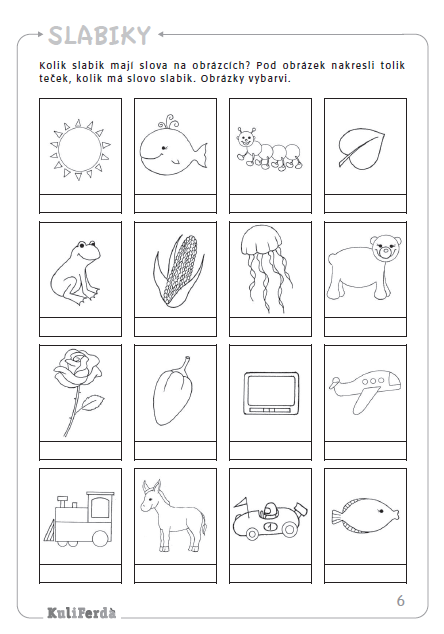 SLABIKY
Kolik slabik mají slova na obrázcích? Pod obrázek nakresli tolik
teček, kolik má slovo slabik. Obrázky vybarvi.
1
6
KuliFerda